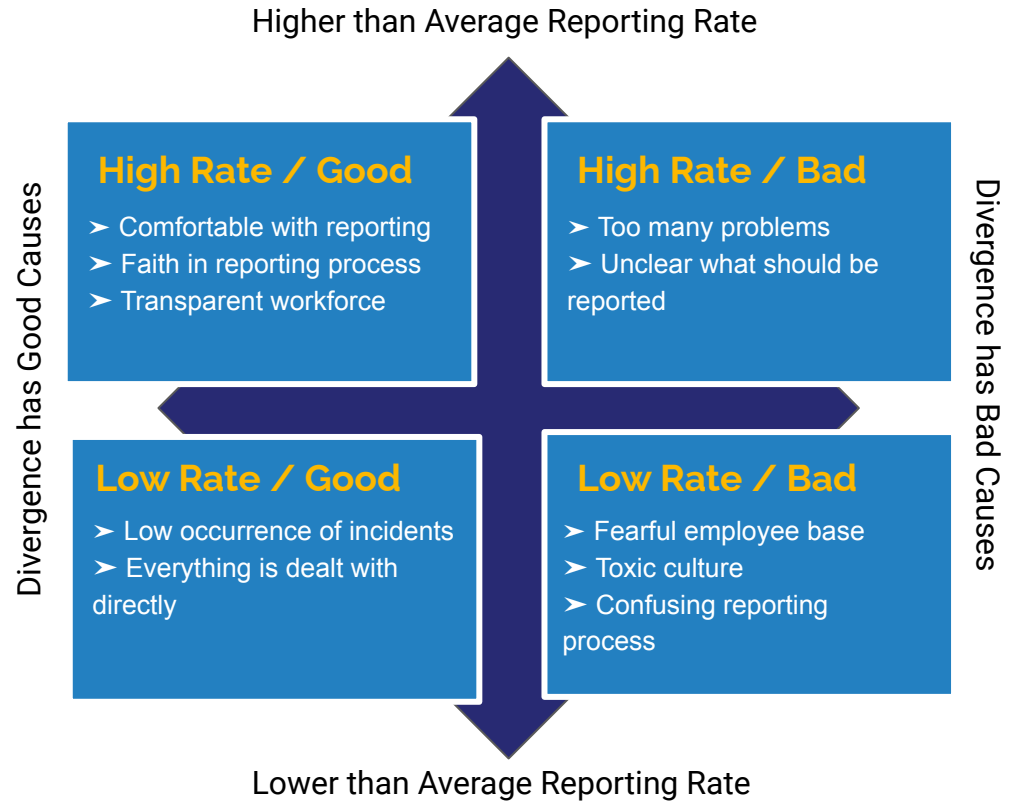 Higher than Average Reporting Rate
Divergence has Good Causes
High Rate / Good
➢ Comfortable with reporting
➢ Faith in reporting process
➢ Transparent workforce
High Rate / Bad
➢ Too many problems
➢ Unclear what should be
reported
Divergence has Bad Causes
Low Rate / Good
➢ Low occurrence of incidents
➢ Everything is dealt with
directly
Low Rate / Bad
➢ Fearful employee base
➢ Toxic culture
➢ Confusing reporting
process
Lower than Average Reporting Rate